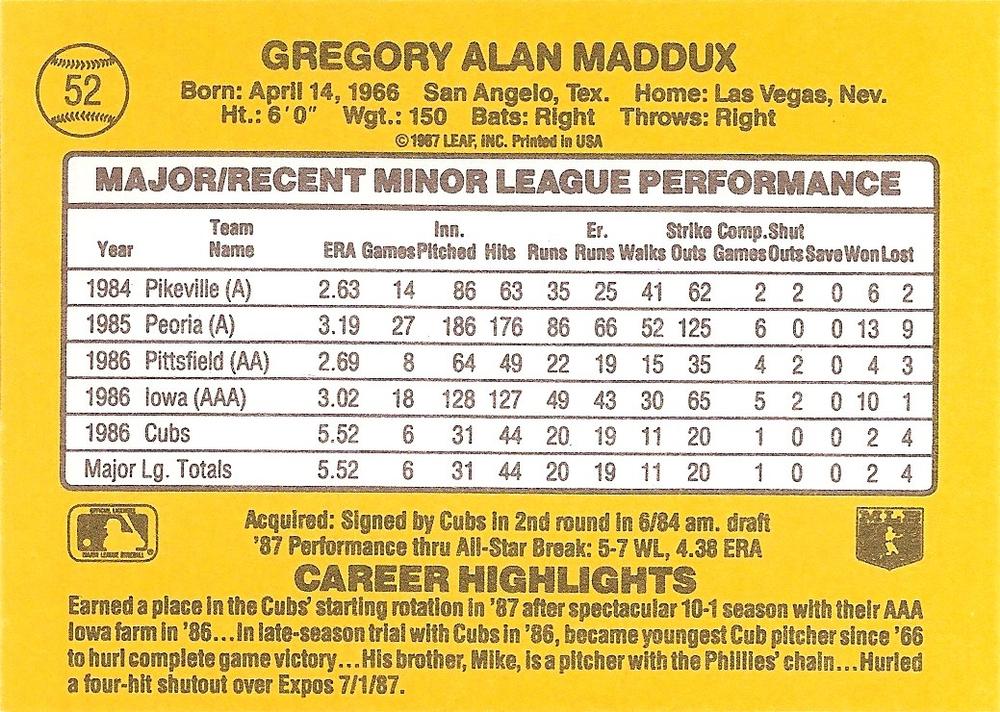 52
GREGORY ALAN MADDUX
Born: April 14, 1966 San Angelo, Tex. Home: Las Vegas, Nev.
Ht.: 6'0" Wgt.: 150 Bats: Right Throws: Right
©1987 LEAF, INC. Printed in USA
MAJOR/RECENT MINOR LEAGUE PERFORMANCE
Team Inn. Er. Strike Comp. Shut
Year Name ERA Games Pitched Hits Runs Runs Walks Outs Games Outs Save Won Lost
1984 Pikeville (A) 2.63 14 86 63 35 25 41 62 2 2 0 6 2
1985 Peoria (A) 3.19 27 186 176 86 66 52 125 6 0 0 13 9
1986 Pittsfield (AA) 2.69 8 64 49 22 19 15 35 4 2 0 4 3
1986 Iowa (AAA) 3.02 18 128 127 49 43 30 65 5 2 0 10 1
1986 Cubs 5.52 6 31 44 20 19 11 20 1 0 0 2 4
Major Lg. Totals 5.52 6 31 44 20 19 11 20 1 0 0 2 4
OFFICIAL LICENSEE
MAJOR LEAGUE BASEBALL
Acquired: Signed by Cubs in 2nd round in 6/84 am. draft
'87 Performance thru All-Star Break: 5-7 WL, 4.38 ERA
CAREER HIGHLIGHTS
Earned a place in the Cubs' starting rotation in '87 after spectacular 10-1 season with their AAA
Iowa farm in '86...In late-season trial with Cubs in '86, became youngest Cub pitcher since '66
to hurl complete game victory...His brother, Mike, is a pitcher with the Phillies' chain...Hurled
a four-hit shutout over Expos 7/1/87.